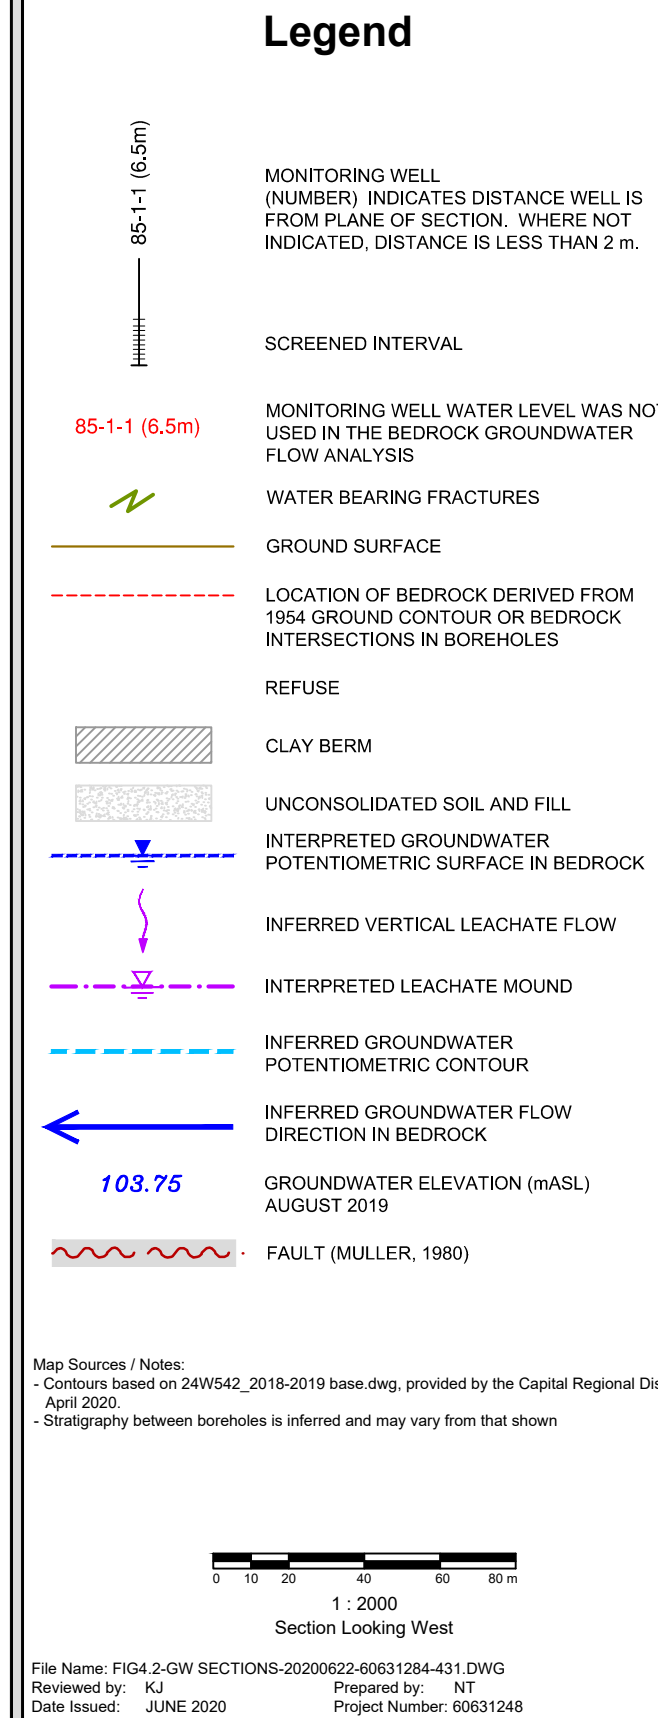 Legend
85-1-1 (6.5m)
MONITORING WELL
(NUMBER) INDICATES DISTANCE WELL IS
FROM PLANE OF SECTION. WHERE NOT
INDICATED, DISTANCE IS LESS THAN 2 m.
SCREENED INTERVAL
85-1-1 (6.5m)
MONITORING WELL WATER LEVEL WAS NOT
USED IN THE BEDROCK GROUNDWATER
FLOW ANALYSIS
WATER BEARING FRACTURES
GROUND SURFACE
LOCATION OF BEDROCK DERIVED FROM
1954 GROUND CONTOUR OR BEDROCK
INTERSECTIONS IN BOREHOLES
REFUSE
CLAY BERM
UNCONSOLIDATED SOIL AND FILL
INTERPRETED GROUNDWATER
POTENTIOMETRIC SURFACE IN BEDROCK
INFERRED VERTICAL LEACHATE FLOW
INTERPRETED LEACHATE MOUND
INFERRED GROUNDWATER
POTENTIOMETRIC CONTOUR
INFERRED GROUNDWATER FLOW
DIRECTION IN BEDROCK
103.75
GROUNDWATER ELEVATION (mASL)
AUGUST 2019
FAULT (MULLER, 1980)
Map Sources / Notes:
- Contours based on 24W542_2018-2019 base.dwg, provided by the Capital Regional Dis
April 2020.
- Stratigraphy between boreholes is inferred and may vary from that shown
0 10 20 40 60 80 m
1 : 2000
Section Looking West
File Name: FIG4.2-GW SECTIONS-20200622-60631284-431.DWG
Reviewed by: KJ Prepared by: NT
Date Issued: JUNE 2020 Project Number: 60631248